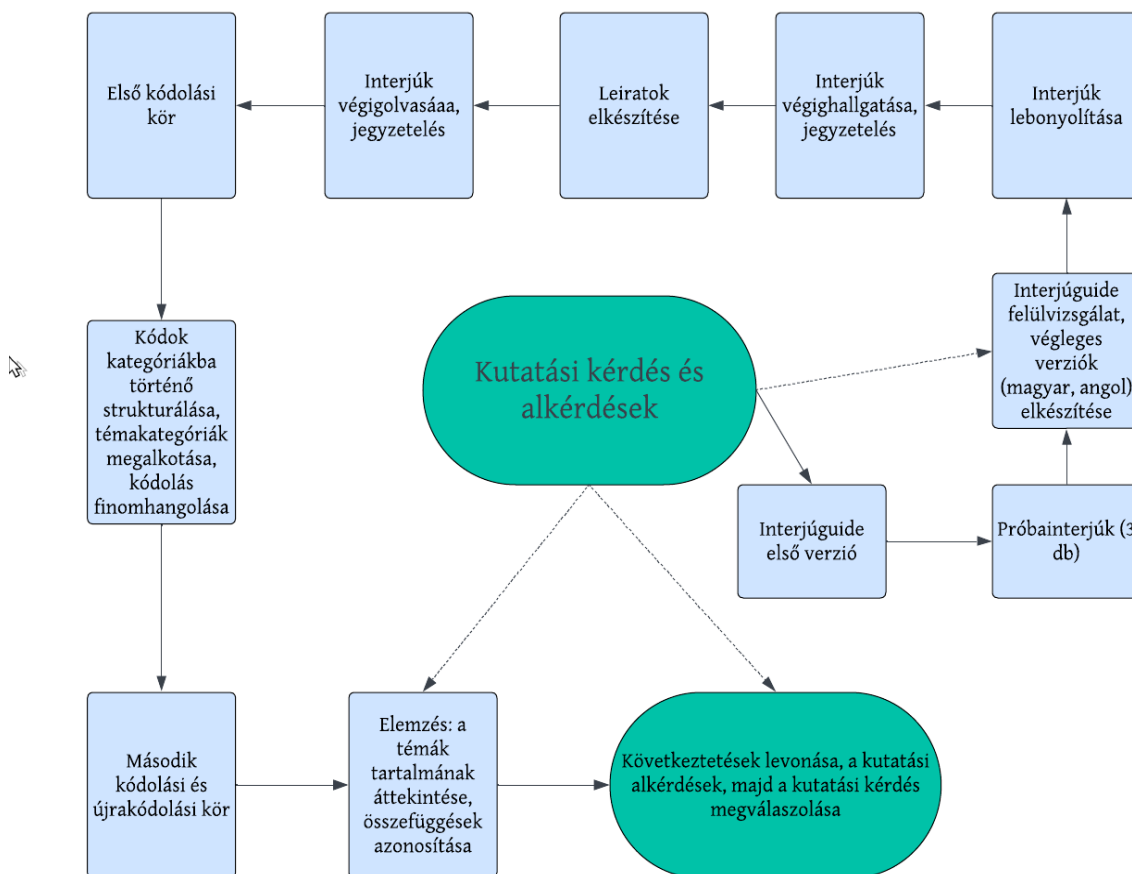 Első kódolási
kör
Interjúk
végigolvasáaa,
jegyzetelés
Leiratok
elkészítése
Interjúk
végighallgatása,
jegyzetelés
Interjúk
lebonyolítása
Kódok
kategóriákba
történő
strukturálása,
témakategóriák
megalkotása,
kódolás
finomhangolása
Kutatási kérdés és
alkérdések
Interjúguide
felülvizsgálat,
végleges
verziók
(magyar, angol)
elkészítése
Interjúguide
első verzió
Próbainterjúk (3
db)
Második
kódolási és
újrakódolási kör
Elemzés: a
témák
tartalmának
áttekintése,
összefüggések
azonosítása
Következtetések levonása, a kutatási
alkérdések, majd a kutatási kérdés
megválaszolása